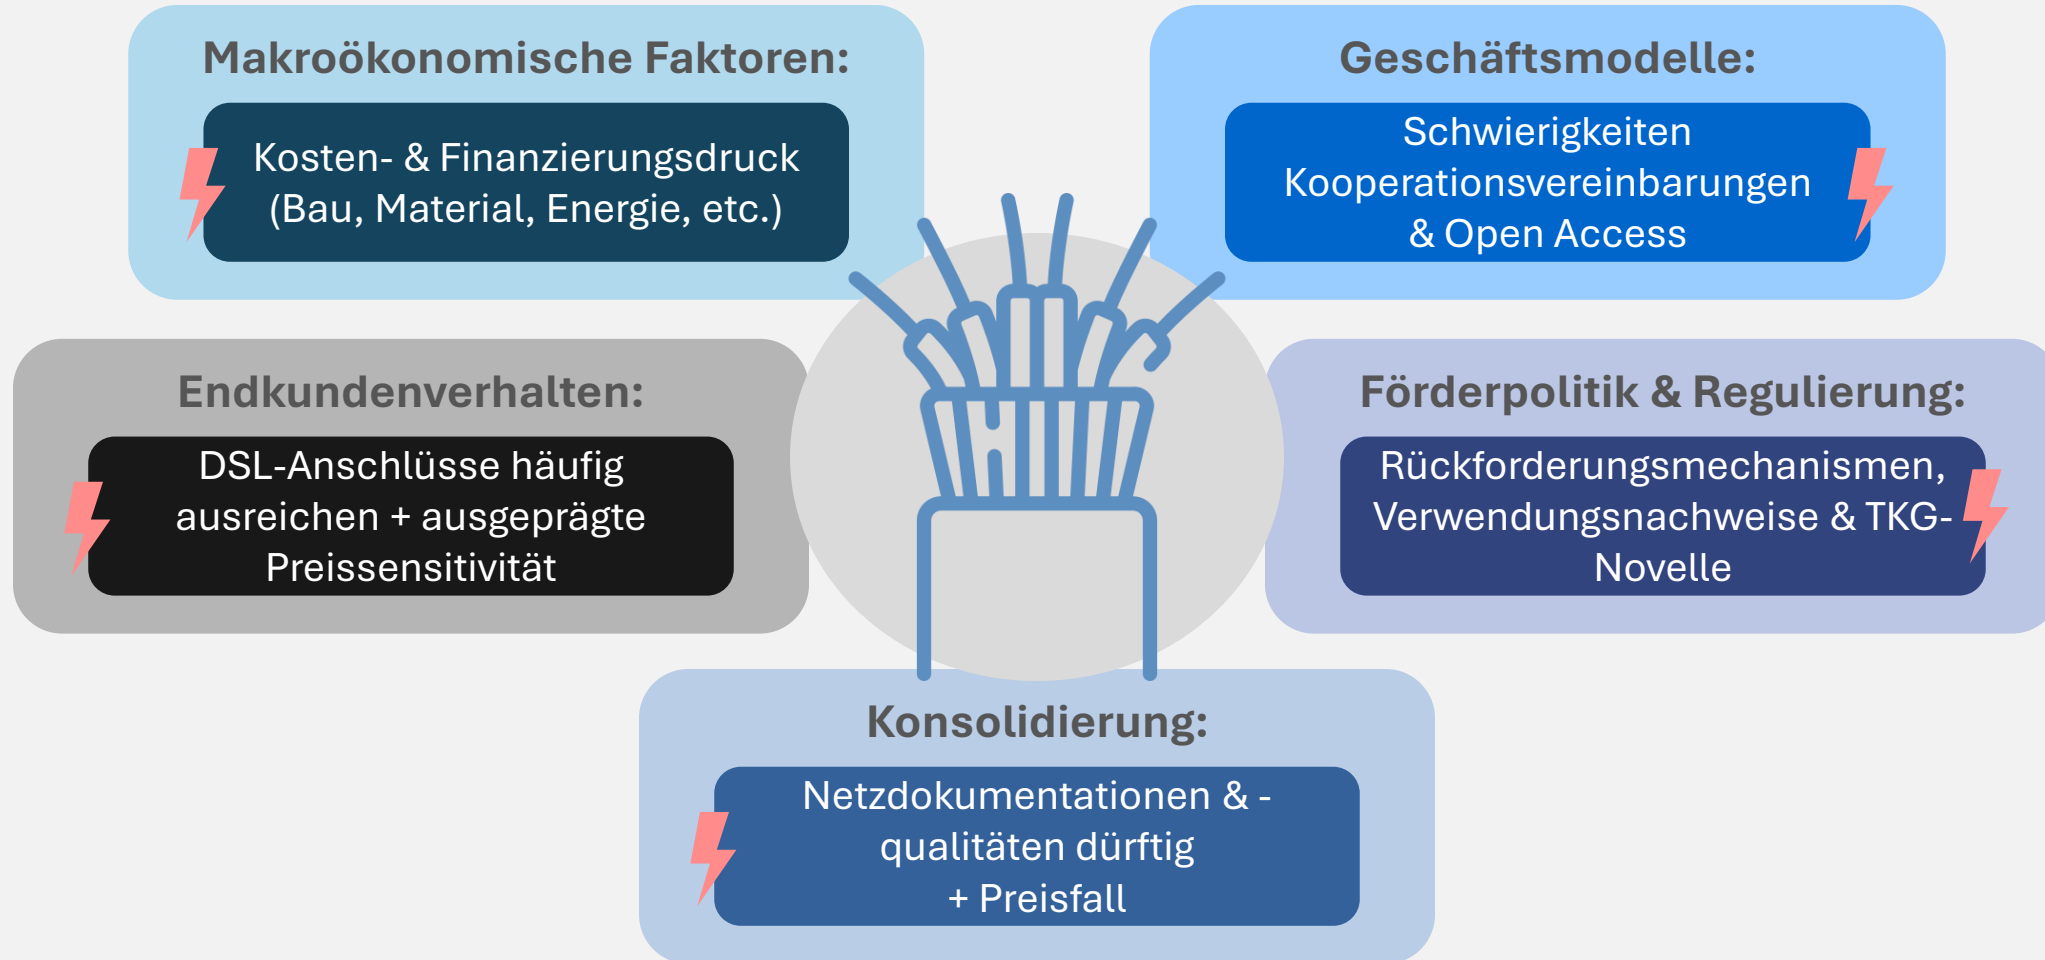 Makroökonomische Faktoren:
Kosten- & Finanzierungsdruck
(Bau, Material, Energie, etc.)
Geschäftsmodelle:
Schwierigkeiten
Kooperationsvereinbarungen
& Open Access
Endkundenverhalten:
DSL-Anschlüsse häufig
ausreichen + ausgeprägte
Preissensitivität
Förderpolitik & Regulierung:
Rückforderungsmechanismen,
Verwendungsnachweise & TKG-
Novelle
Konsolidierung:
Netzdokumentationen & -
qualitäten dürftig
+ Preisfall